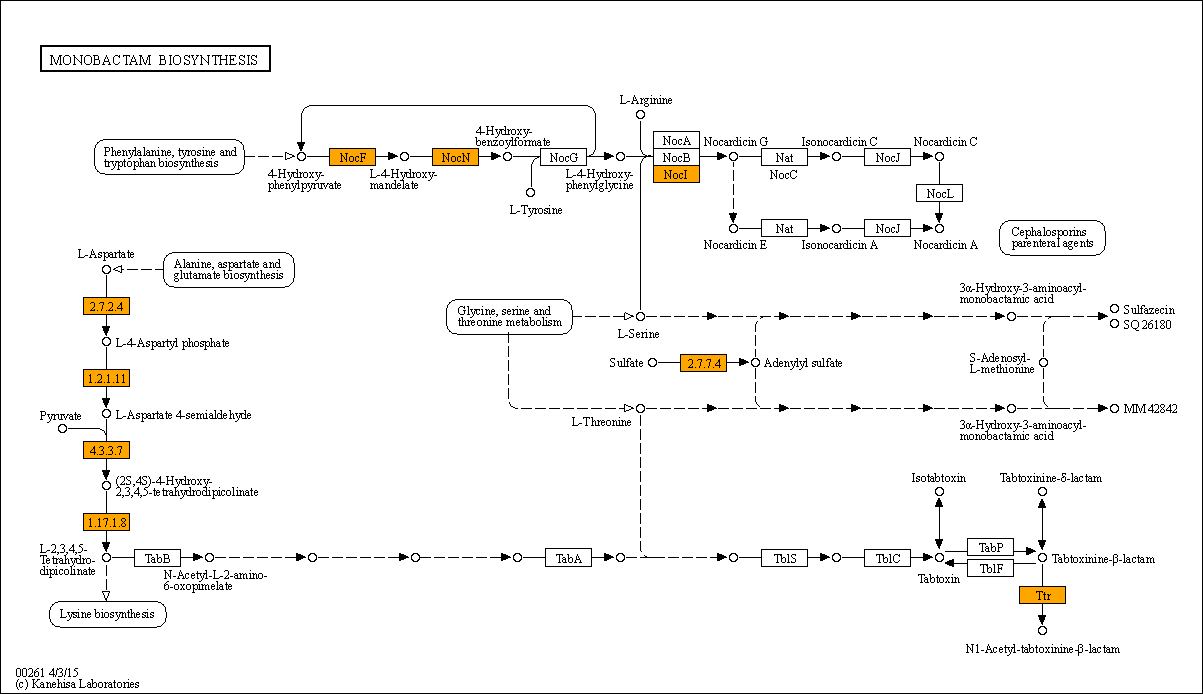 MONOBACTAM BIOSYNTHESIS
L-Arginine
Phenylalanine, tyrosine and
tryptophan biosynthesis
NocF
NocN
4-Hydroxy-
benzoylformate
NocG
NocA
NocB
NocI
Nocardicin G
Nat
NocC
Isonocardicin C
NocJ
Nocardicin C
4-Hydroxy-
phenylpyruvate
L-4-Hydroxy-
mandelate
L-4-Hydroxy-
phenylglycine
L-Tyrosine
NocL
Nocardicin E
Nat
Isonocardicin A
NocJ
Nocardicin A
Cephalosporins
parenteral agents
L-Aspartate
Alanine, aspartate and
glutamate biosynthesis
2.7.2.4
L-4-Aspartyl phosphate
1.2.1.11
L-Aspartate 4-semialdehyde
Pyruvate
4.3.3.7
(2S,4S)-4-Hydroxy-
2,3,4,5-tetrahydrodipicolinate
1.17.1.8
Glycine, serine and
threonine metabolism
L-Serine
3α-Hydroxy-3-aminoacyl-
monobactamic acid
Sulfazecin
SQ 26180
Sulfate
2.7.7.4
Adenylyl sulfate
S-Adenosyl-
L-methionine
L-Threonine
3α-Hydroxy-3-aminoacyl-
monobactamic acid
MM 42842
Isotabtoxin
Tabtoxinine-δ-lactam
L-2,3,4,5-
Tetrahydro-
dipicolinate
TabB
N-Acetyl-L-2-amino-
6-oxopimelate
TabA
TblS
TblC
Tabtoxin
TabP
TblF
Tabtoxinine-β-lactam
Ttr
N1-Acetyl-tabtoxinine-β-lactam
Lysine biosynthesis
00261 4/3/15
(c) Kanehisa Laboratories